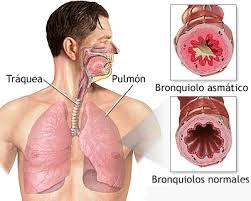 Tráquea
Pulmón
Bronquiolo asmático
Bronquiolos normales